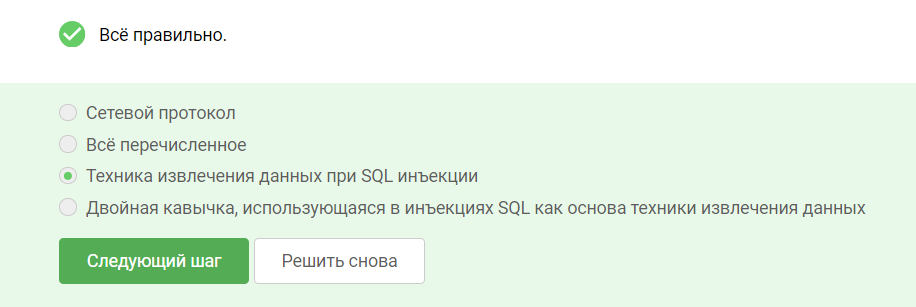 Всё правильно.
Сетевой протокол
Всё перечисленное
Техника извлечения данных при SQL инъекции
Двойная кавычка, использующаяся в инъекциях SQL как основа техники извлечения данных
Следующий шаг
Решить снова